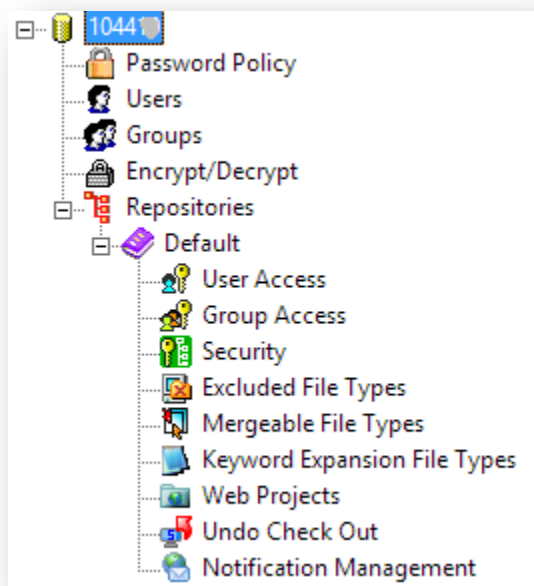 Password Policy
Users
Groups
Encrypt/Decrypt
Repositories
Default
User Access
Group Access
Security
Excluded File Types
Mergeable File Types
Keyword Expansion File Types
Web Projects
Undo Check Out
Notification Management